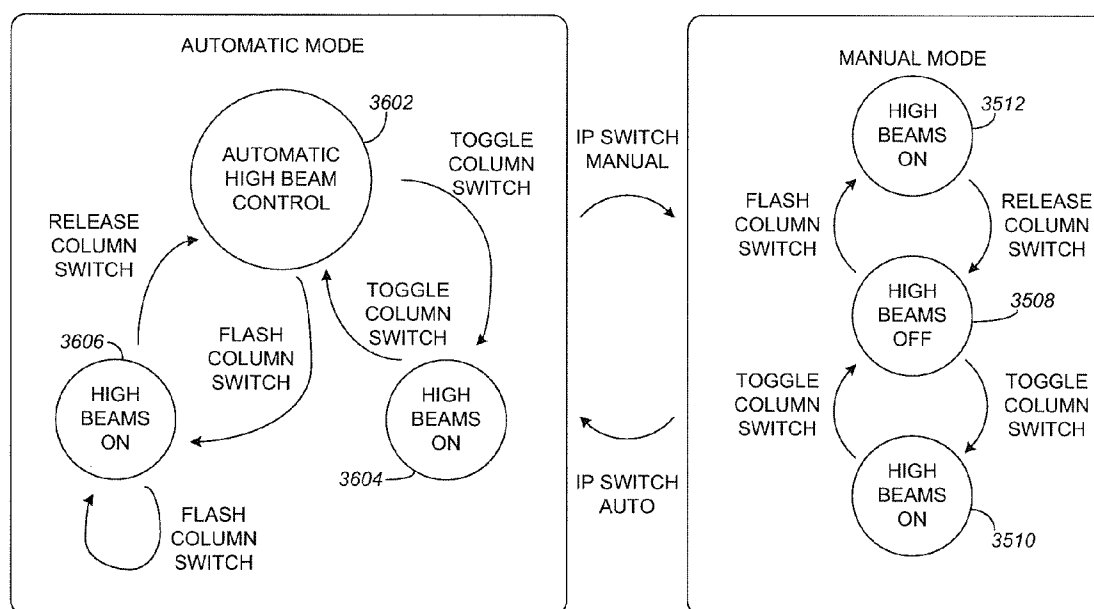 AUTOMATIC MODE
3602
AUTOMATIC
HIGH BEAM
CONTROL
TOGGLE
COLUMN
SWITCH
RELEASE
COLUMN
SWITCH
TOGGLE
COLUMN
SWITCH
FLASH
COLUMN
SWITCH
3606
HIGH
BEAMS
ON
HIGH
BEAMS
ON
3604
FLASH
COLUMN
SWITCH
IP SWITCH
MANUAL
IP SWITCH
AUTO
MANUAL MODE
3512
HIGH
BEAMS
ON
FLASH
COLUMN
SWITCH
RELEASE
COLUMN
SWITCH
HIGH
BEAMS
OFF
3508
TOGGLE
COLUMN
SWITCH
TOGGLE
COLUMN
SWITCH
HIGH
BEAMS
ON
3510